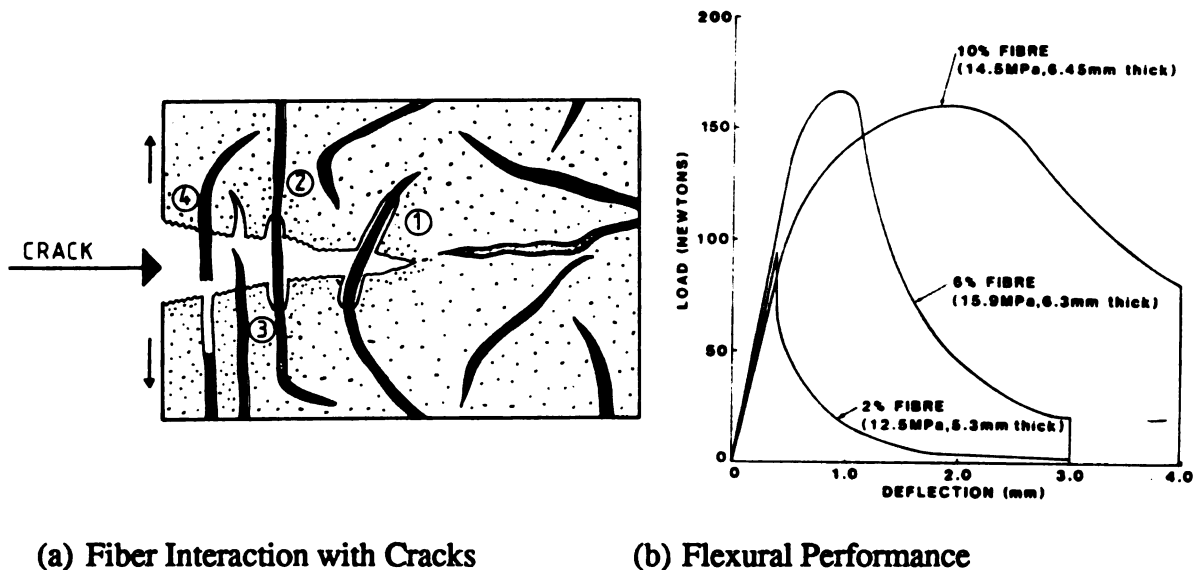 CRACK
1
2
3
4
200
150
100
50
0
LOAD (NEWTONS)
10% FIBRE
(14.5MPa,6.45mm thick)
6% FIBRE
(15.9MPa,6.3mm thick)
2% FIBRE
(12.5MPa,5.3mm thick)
0 1.0 2.0 3.0 4.0
DEFLECTION (mm)
(a) Fiber Interaction with Cracks
(b) Flexural Performance